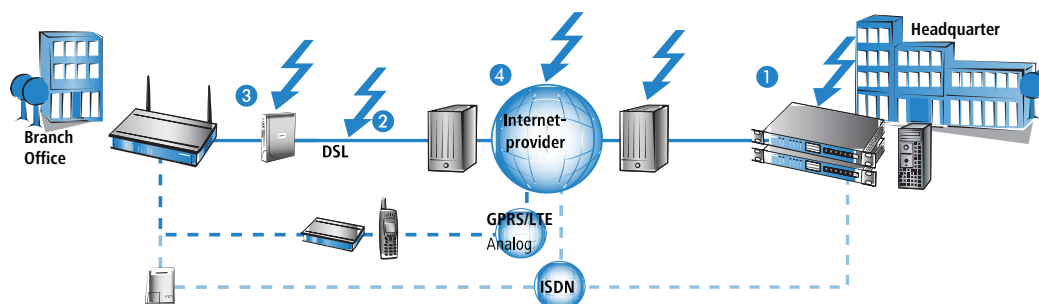 Branch
Office
3
DSL
2
4
Internet-
provider
1
Headquarter
GPRS/LTE
Analog
ISDN